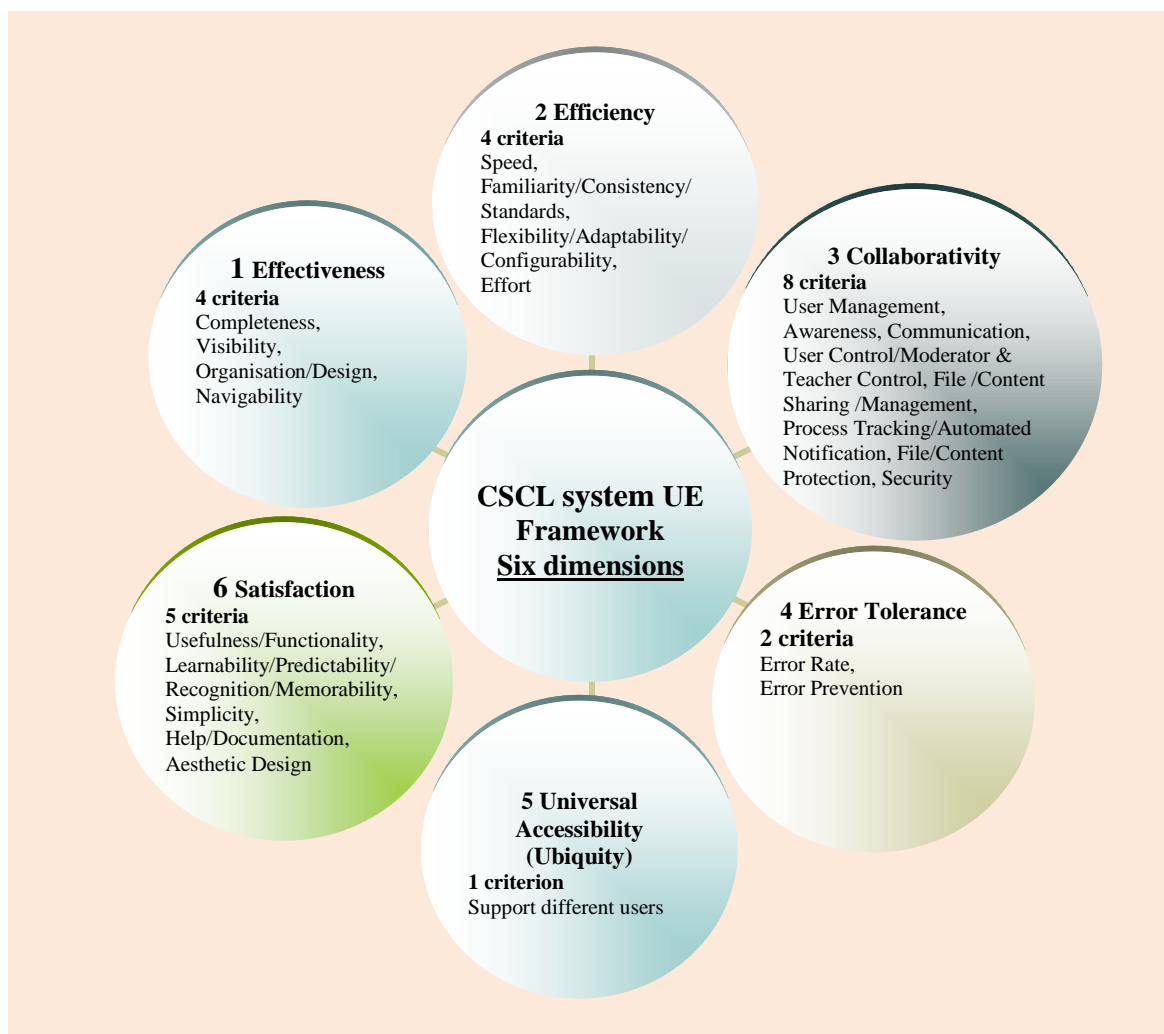 2 Efficiency
4 criteria
Speed,
Familiarity/Consistency/
Standards,
Flexibility/Adaptability/
Configurability,
Effort
1 Effectiveness
4 criteria
Completeness,
Visibility,
Organisation/Design,
Navigability
3 Collaborativity
8 criteria
User Management,
Awareness, Communication,
User Control/Moderator &
Teacher Control, File /Content
Sharing /Management,
Process Tracking/Automated
Notification, File/Content
Protection, Security
CSCL system UE
Framework
Six dimensions
6 Satisfaction
5 criteria
Usefulness/Functionality,
Learnability/Predictability/
Recognition/Memorability,
Simplicity,
Help/Documentation,
Aesthetic Design
4 Error Tolerance
2 criteria
Error Rate,
Error Prevention
5 Universal
Accessibility
(Ubiquity)
1 criterion
Support different users